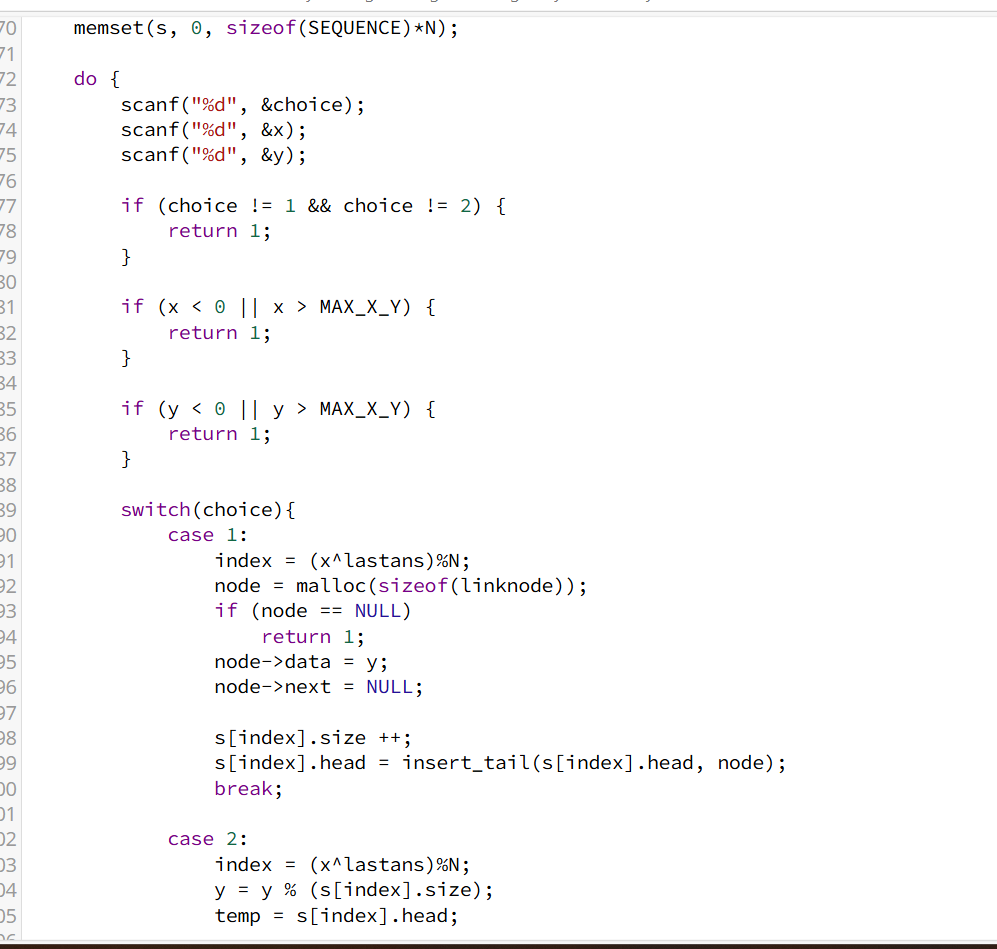 70    memset(s, 0, sizeof(SEQUENCE)*N);
71
72    do {
73        scanf("%d", &choice);
74        scanf("%d", &x);
75        scanf("%d", &y);
76
77        if (choice != 1 && choice != 2) {
78            return 1;
79        }
80
81        if (x < 0 || x > MAX_X_Y) {
82            return 1;
83        }
84
85        if (y < 0 || y > MAX_X_Y) {
86            return 1;
87        }
88
89        switch(choice){
90            case 1:
91                index = (x^lastans)%N;
92                node = malloc(sizeof(linknode));
93                if (node == NULL)
94                    return 1;
95                node->data = y;
96                node->next = NULL;
97
98                s[index].size ++;
99                s[index].head = insert_tail(s[index].head, node);
00                break;
01
02            case 2:
03                index = (x^lastans)%N;
04                y = y % (s[index].size);
05                temp = s[index].head;